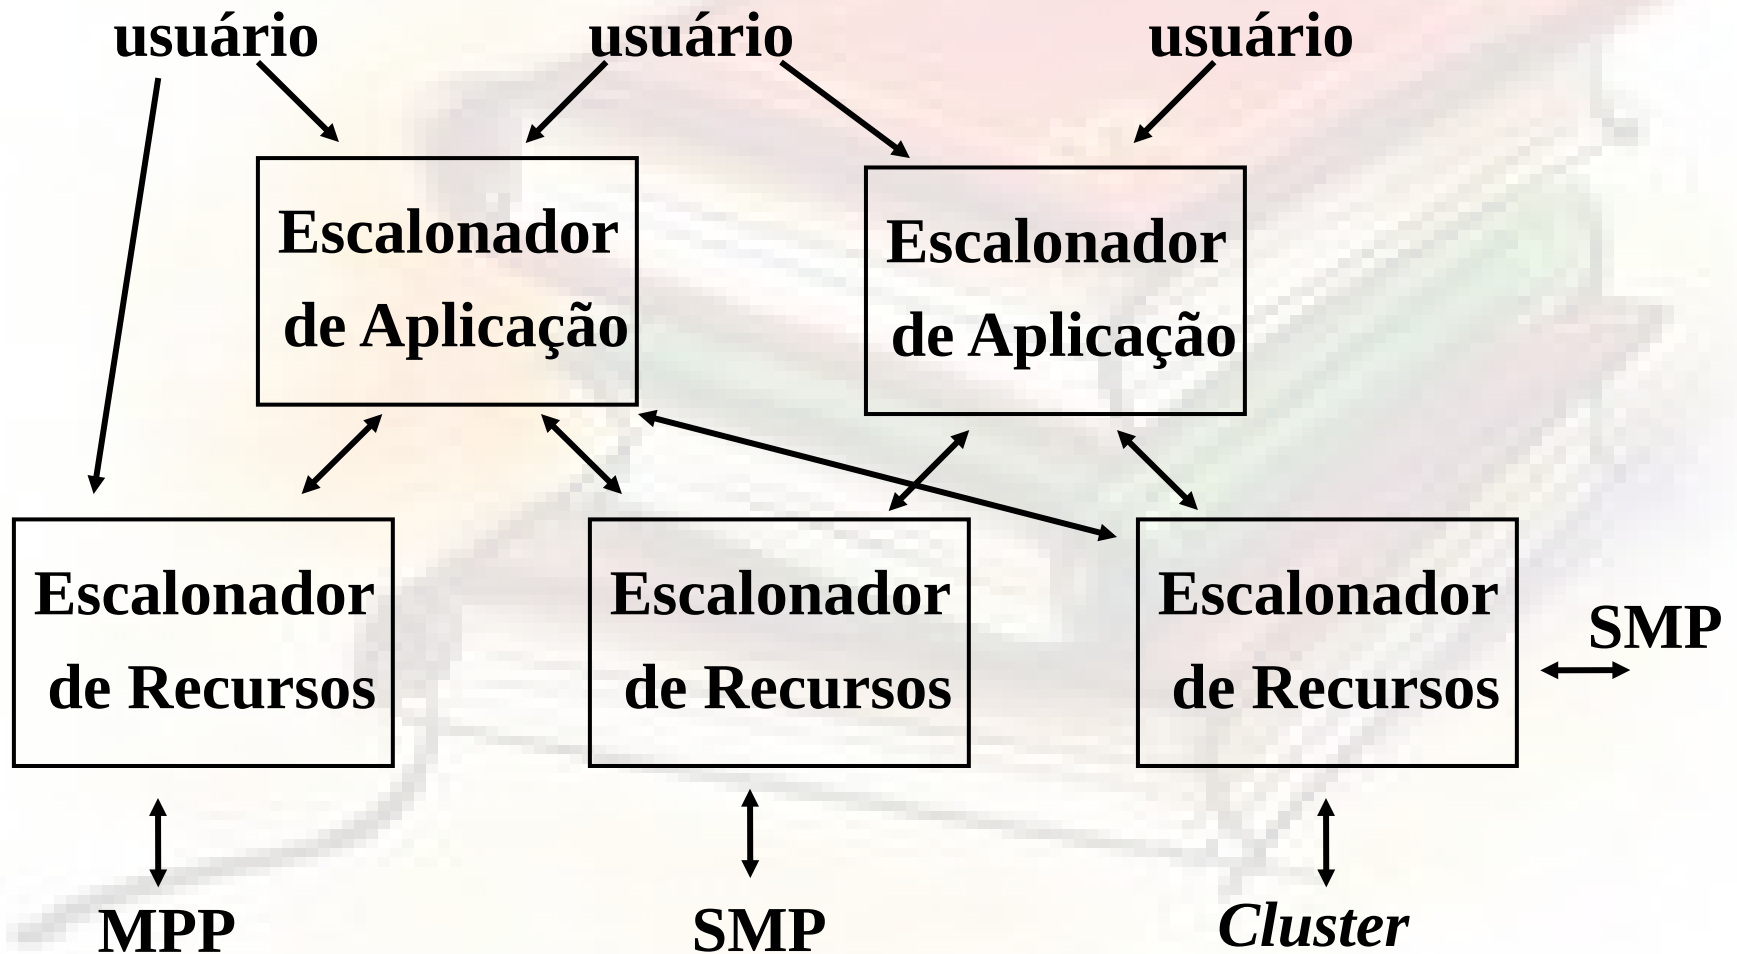 usuário
usuário
usuário
Escalonador
de Aplicação
Escalonador
de Aplicação
Escalonador
de Recursos
Escalonador
de Recursos
Escalonador
de Recursos
SMP
MPP
SMP
Cluster